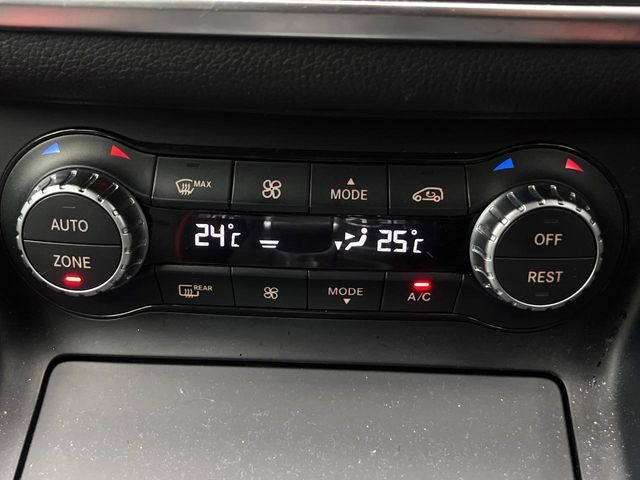 MAX
MODE
AUTO
ZONE
24°C
25°C
OFF
REST
REAR
MODE
A/C